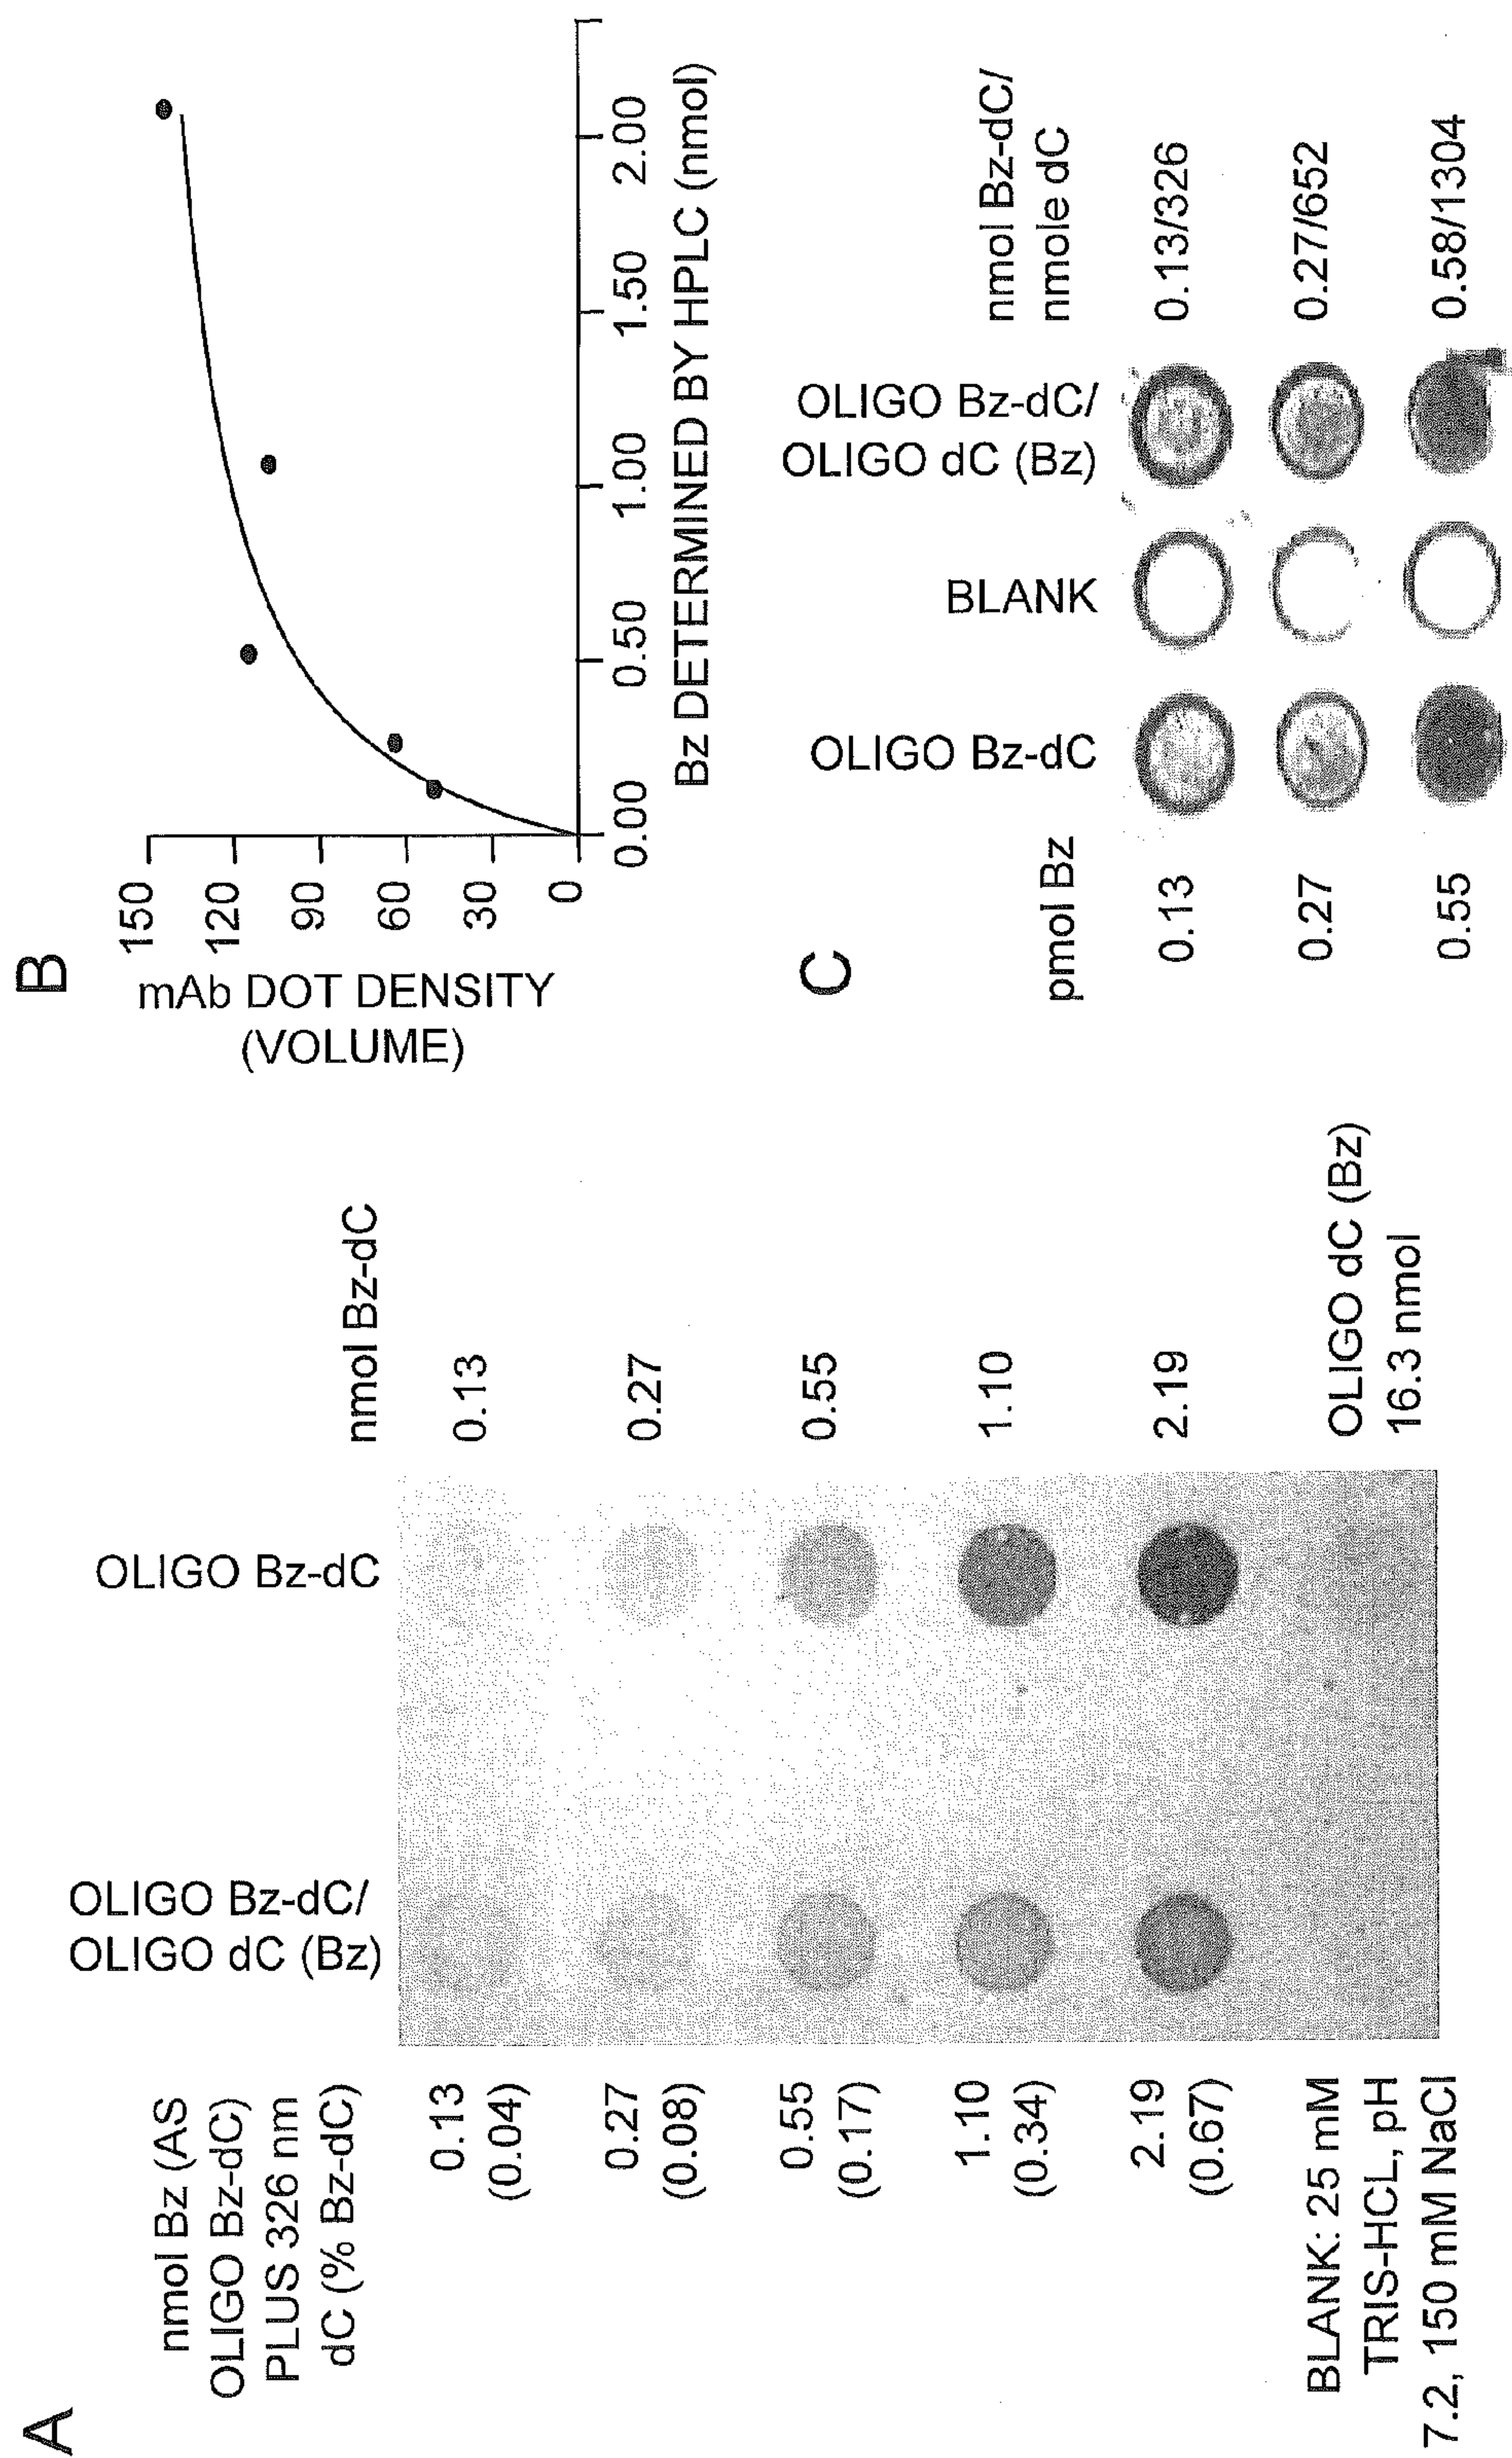 A
nmol Bz (AS
OLIGO Bz-dC)
PLUS 326 nm
dC (% Bz-dC)
OLIGO Bz-dC/
OLIGO dC (Bz)
OLIGO Bz-dC
nmol Bz-dC
0.13
(0.04)
0.13
0.27
(0.08)
0.27
0.55
(0.17)
0.55
1.10
(0.34)
1.10
2.19
(0.67)
2.19
BLANK: 25 mM
TRIS-HCL, pH
7.2, 150 mM NaCl
OLIGO dC (Bz)
16.3 nmol
B
mAb DOT DENSITY
(VOLUME)
150
120
90
60
30
0
0.00
0.50
1.00
1.50
2.00
Bz DETERMINED BY HPLC (nmol)
C
pmol Bz
OLIGO Bz-dC
BLANK
OLIGO Bz-dC/
OLIGO dC (Bz)
nmol Bz-dC/
nmole dC
0.13
0.13/326
0.27
0.27/652
0.55
0.58/1304